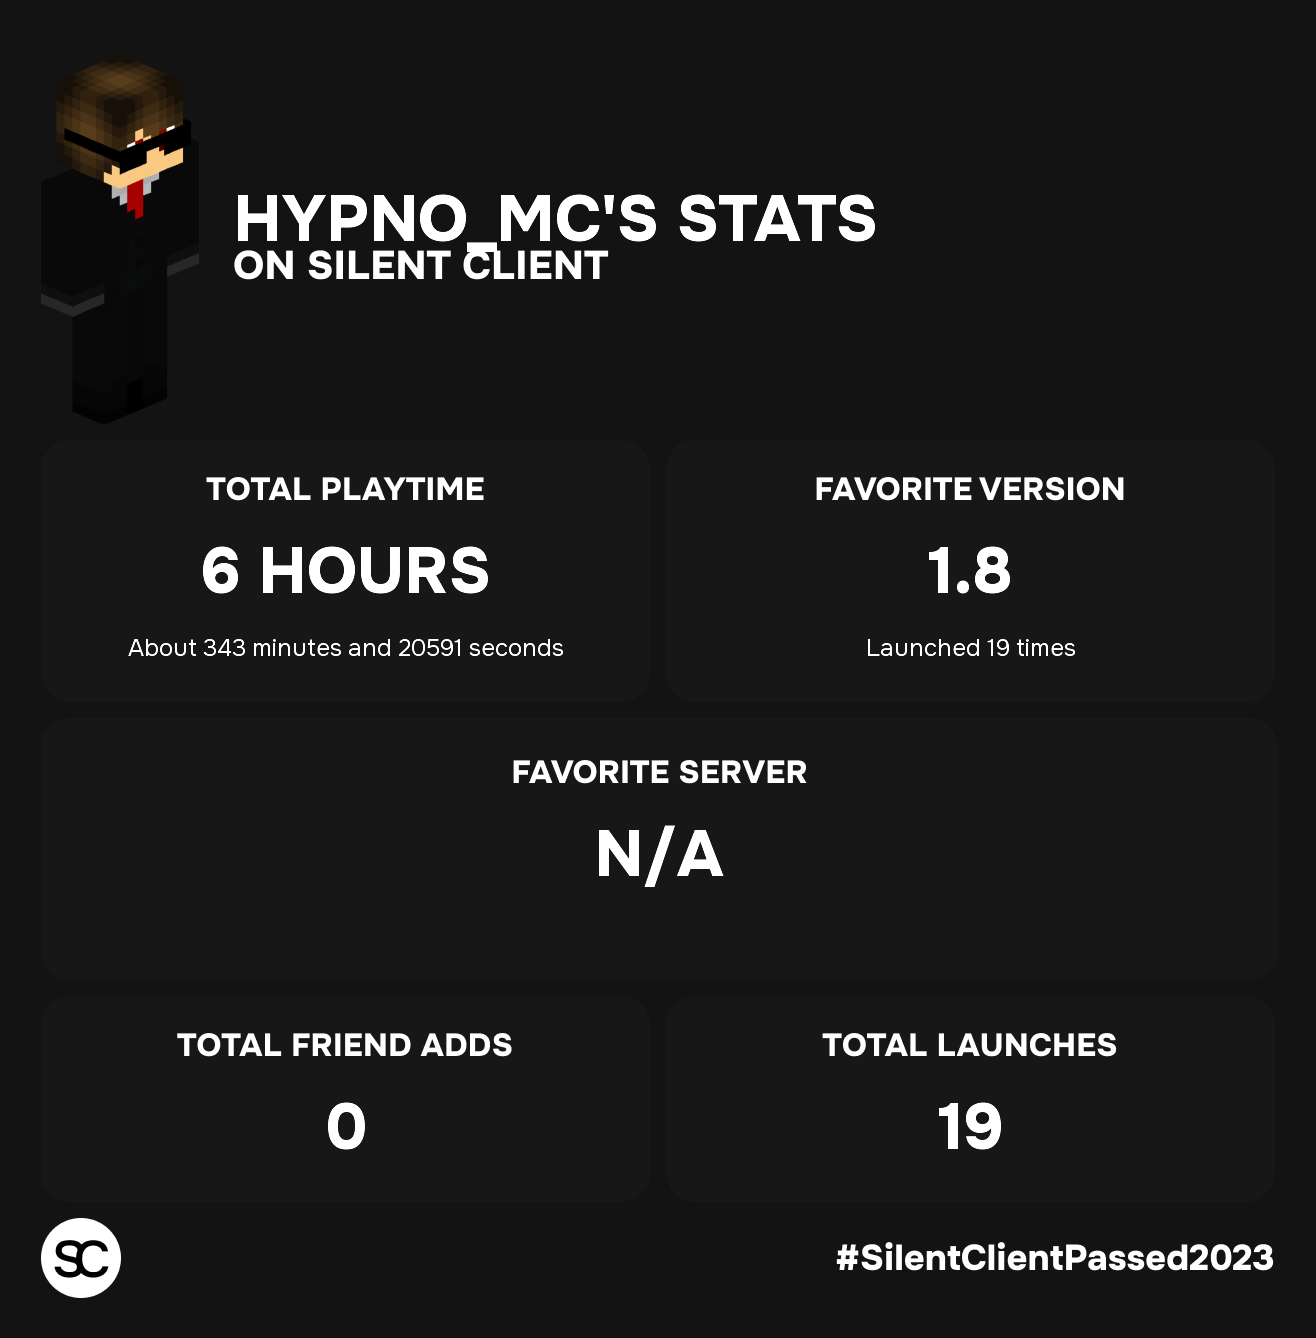 HYPNO_MC'S STATS
ON SILENT CLIENT
TOTAL PLAYTIME
6 HOURS
About 343 minutes and 20591 seconds
FAVORITE VERSION
1.8
Launched 19 times
FAVORITE SERVER
N/A
TOTAL FRIEND ADDS
0
TOTAL LAUNCHES
19
SC
#SilentClientPassed2023